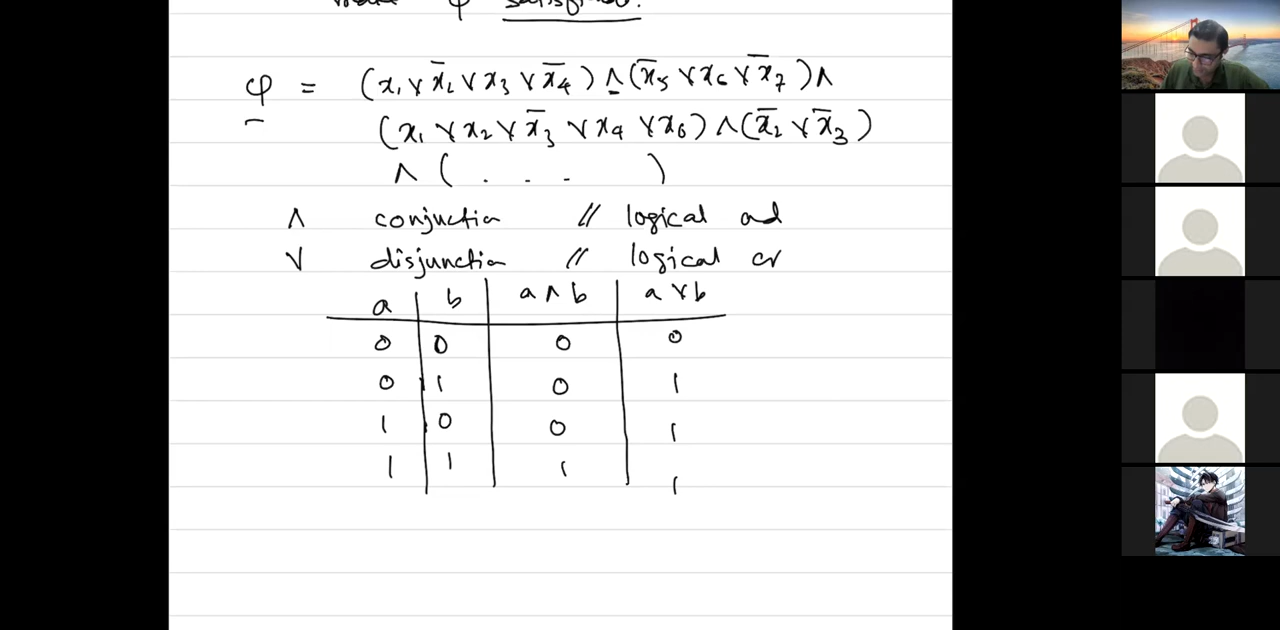 φ satisfied.
φ = (x₁ ∨ x̄₂ ∨ x₃ ∨ x̄₄) ∧ (x̄₅ ∨ x₆ ∨ x̄₇) ∧
(x₁ ∨ x₂ ∨ x̄₃ ∨ x₄ ∨ x₆) ∧ (x̄₂ ∨ x̄₃)
∧ ( . . . )
∧ conjuction // logical and
∨ disjunction // logical or
a b a ∧ b a ∨ b
0 0 0 0
0 1 0 1
1 0 0 1
1 1 1 1